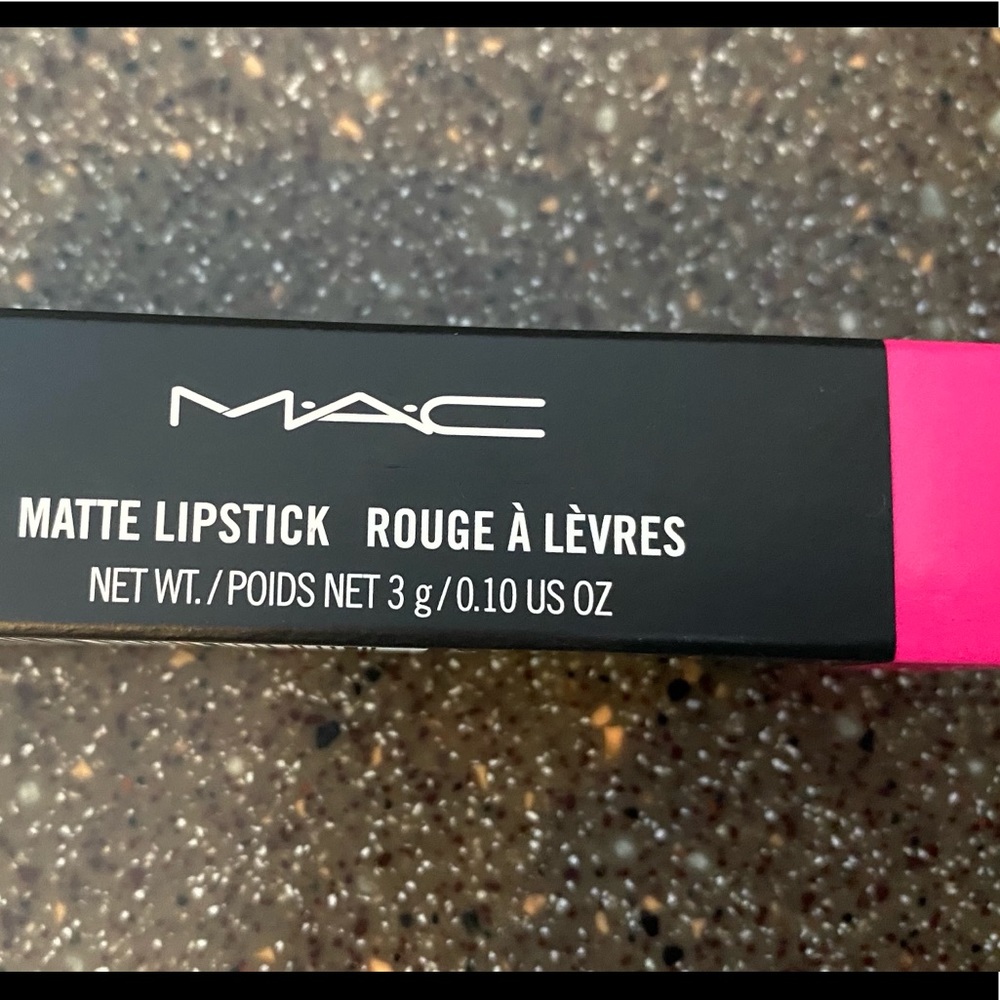 M·A·C
MATTE LIPSTICK ROUGE À LÈVRES
NET WT. / POIDS NET 3 g / 0.10 US OZ